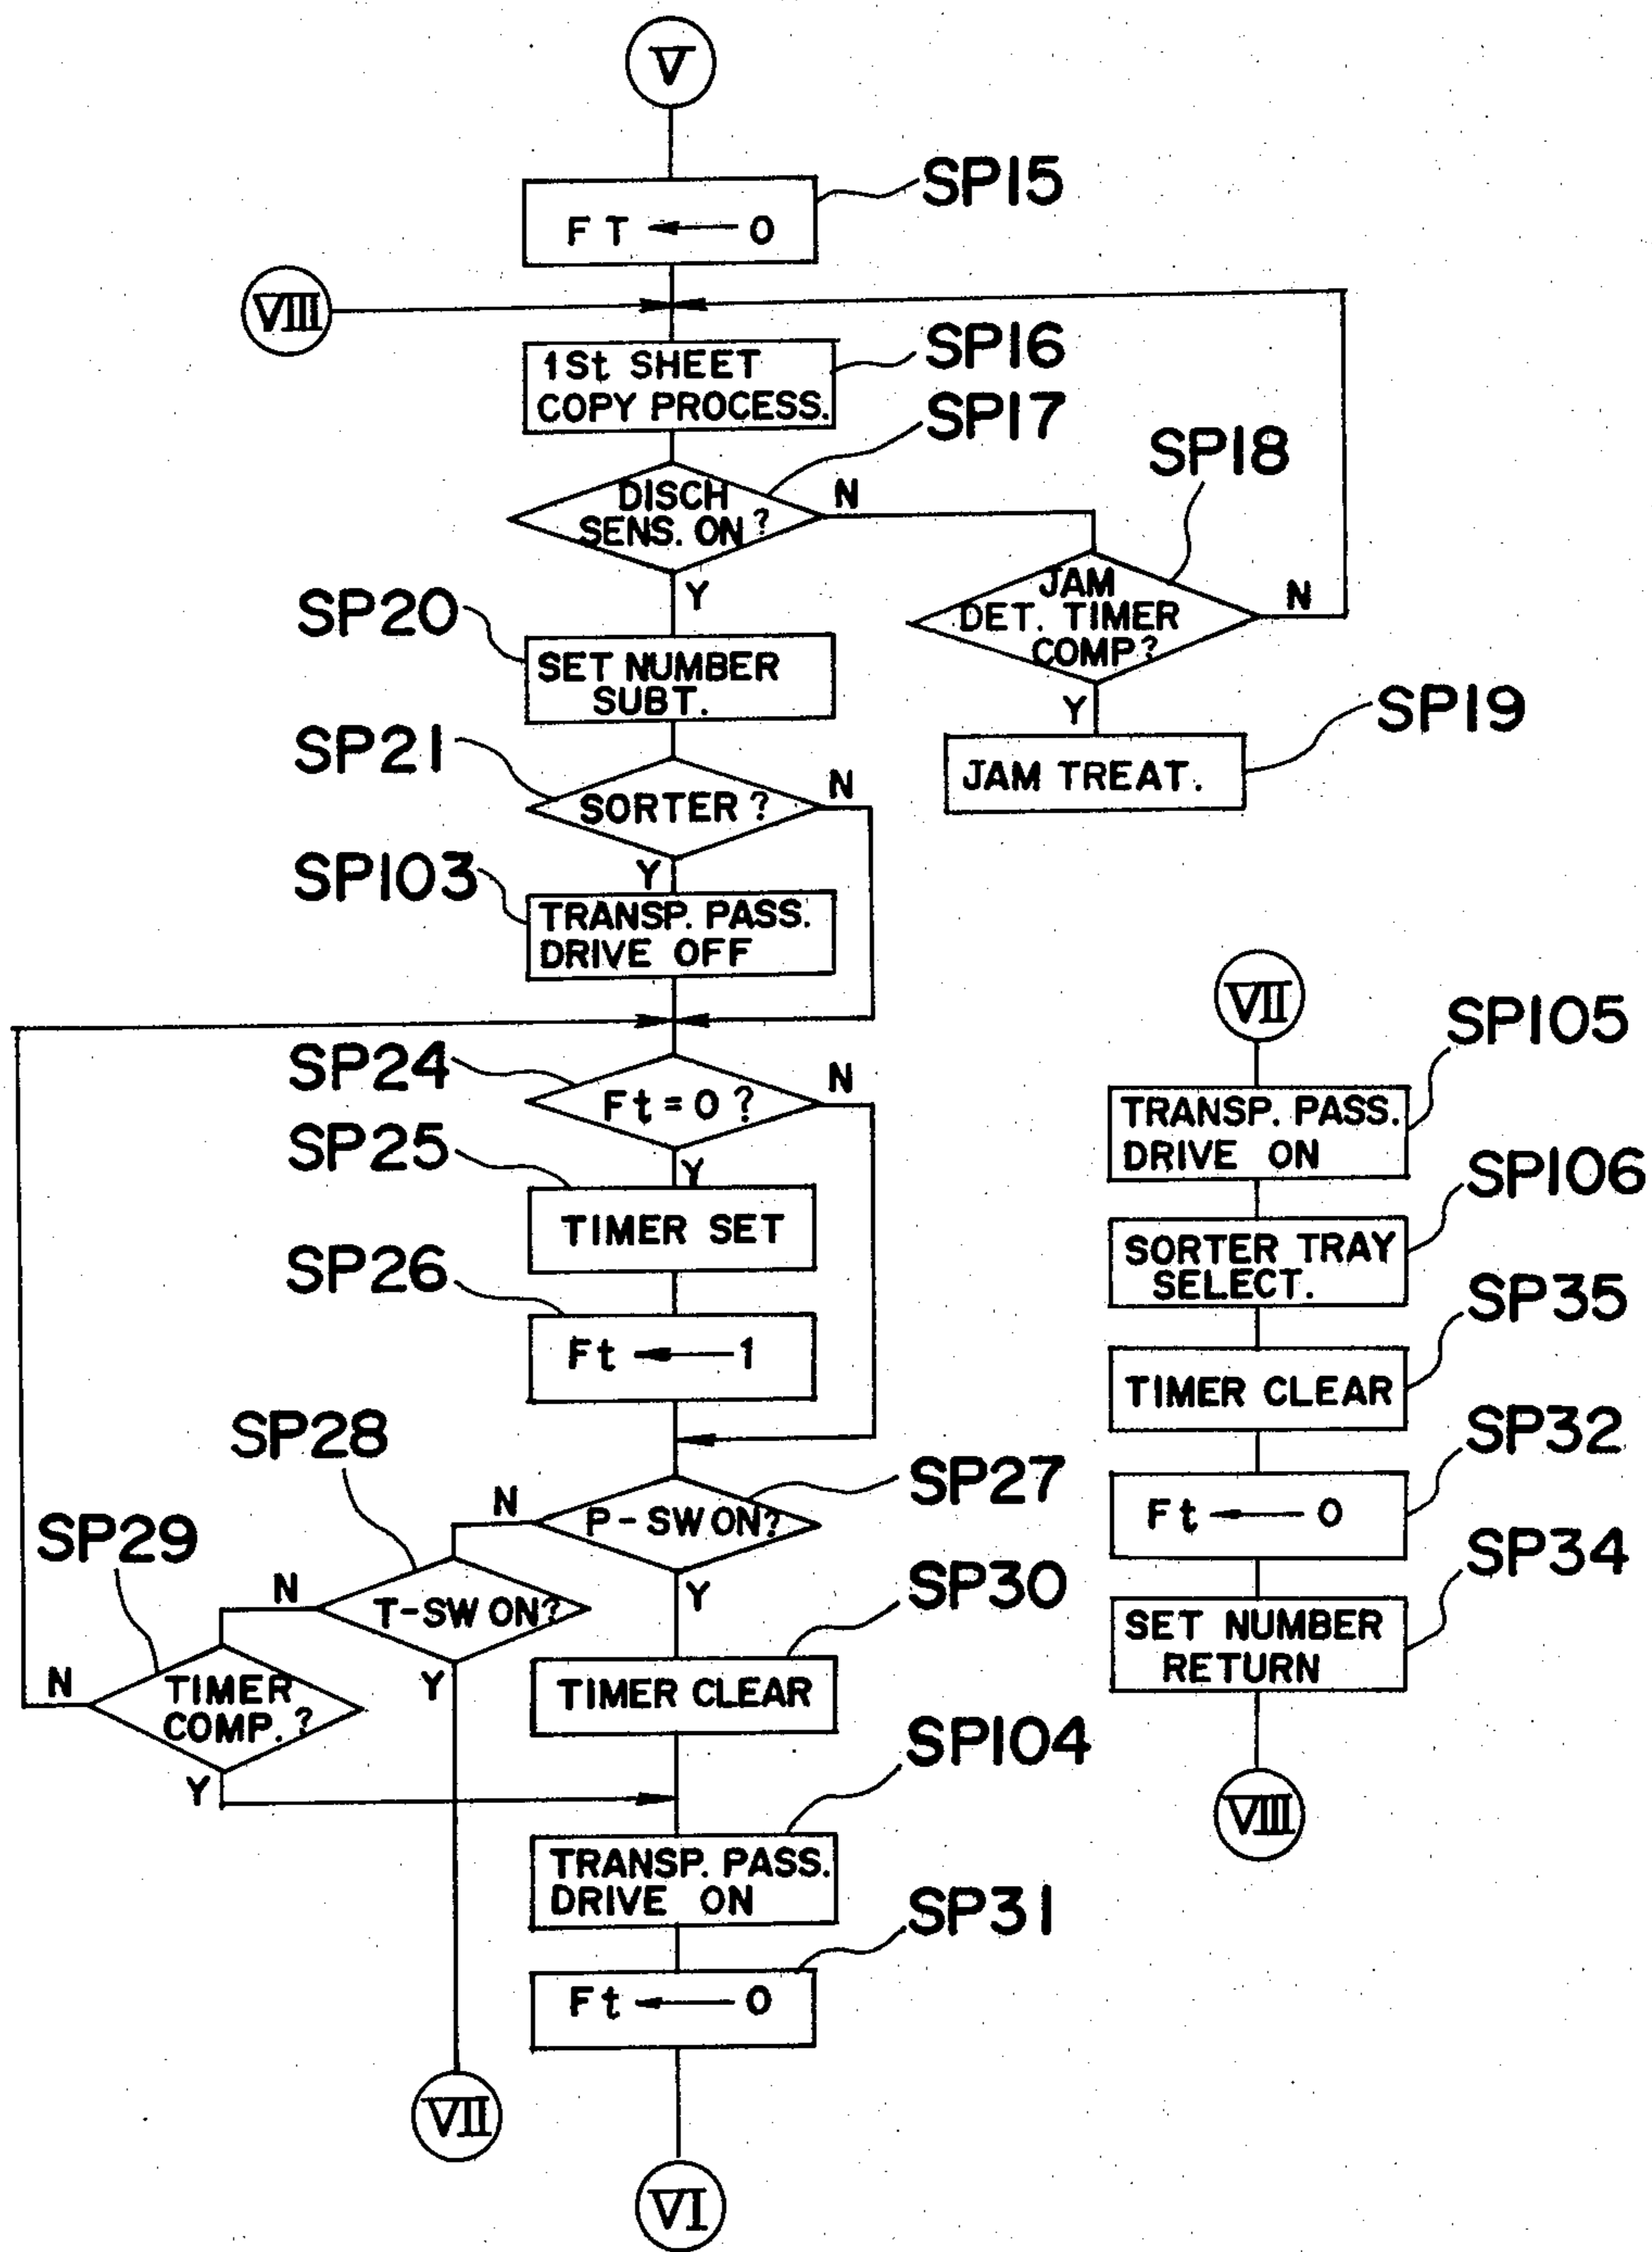 V
SP15
FT ← 0
VIII
SP16
1St SHEET
COPY PROCESS.
SP17
DISCH
SENS. ON?
N
Y
SP18
JAM
DET. TIMER
COMP?
N
Y
SP19
JAM TREAT.
SP20
SET NUMBER
SUBT.
SP21
SORTER?
N
Y
SP103
TRANSP. PASS.
DRIVE OFF
SP24
Ft = 0?
N
Y
SP25
TIMER SET
SP26
Ft ← 1
SP27
P-SW ON?
N
Y
SP28
T-SW ON?
N
Y
SP29
TIMER
COMP.?
N
Y
SP30
TIMER CLEAR
SP104
TRANSP. PASS.
DRIVE ON
SP31
Ft ← 0
VII
VI
VII
SP105
TRANSP. PASS.
DRIVE ON
SP106
SORTER TRAY
SELECT.
SP35
TIMER CLEAR
SP32
Ft ← 0
SP34
SET NUMBER
RETURN
VIII